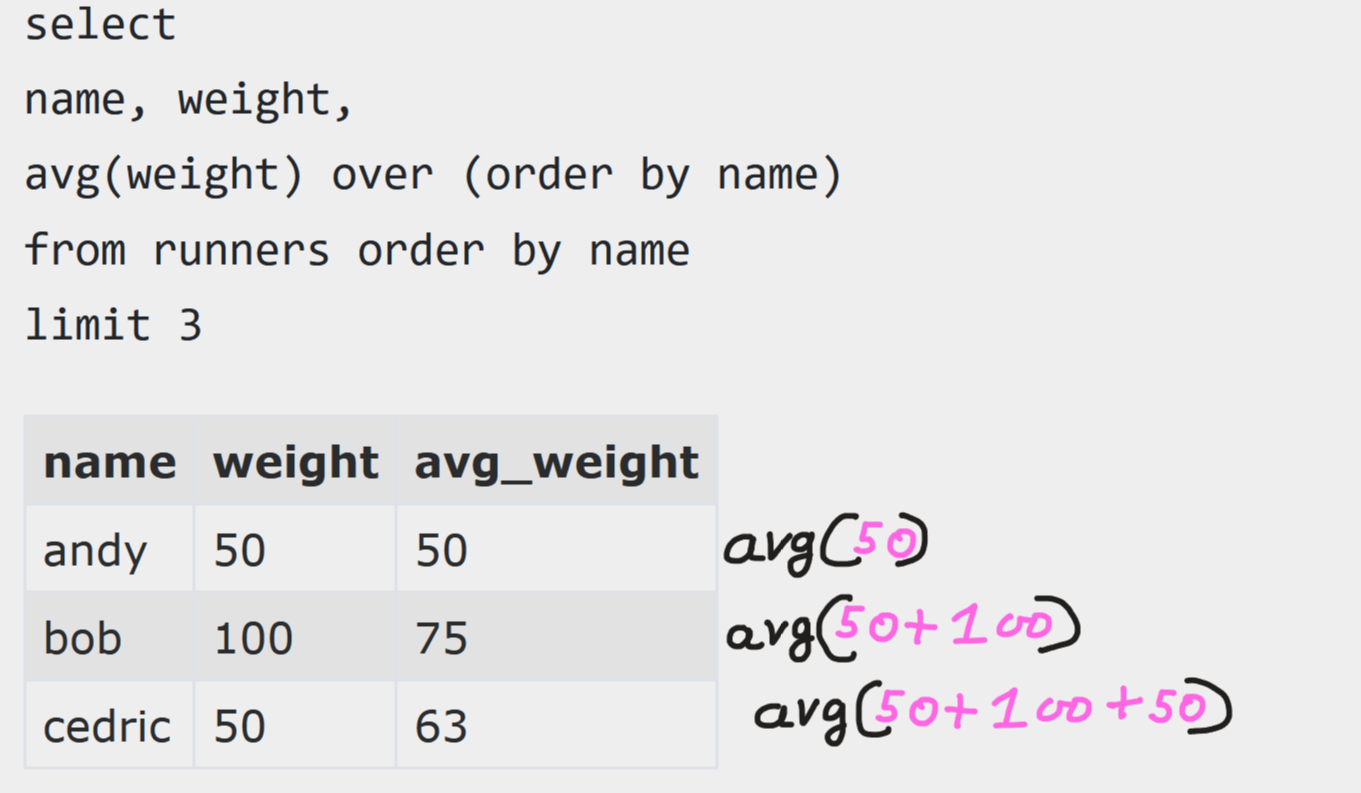 select
name, weight,
avg(weight) over (order by name)
from runners order by name
limit 3
name weight avg_weight
andy 50 50 avg(50)
bob 100 75 avg(50+100)
cedric 50 63 avg(50+100+50)